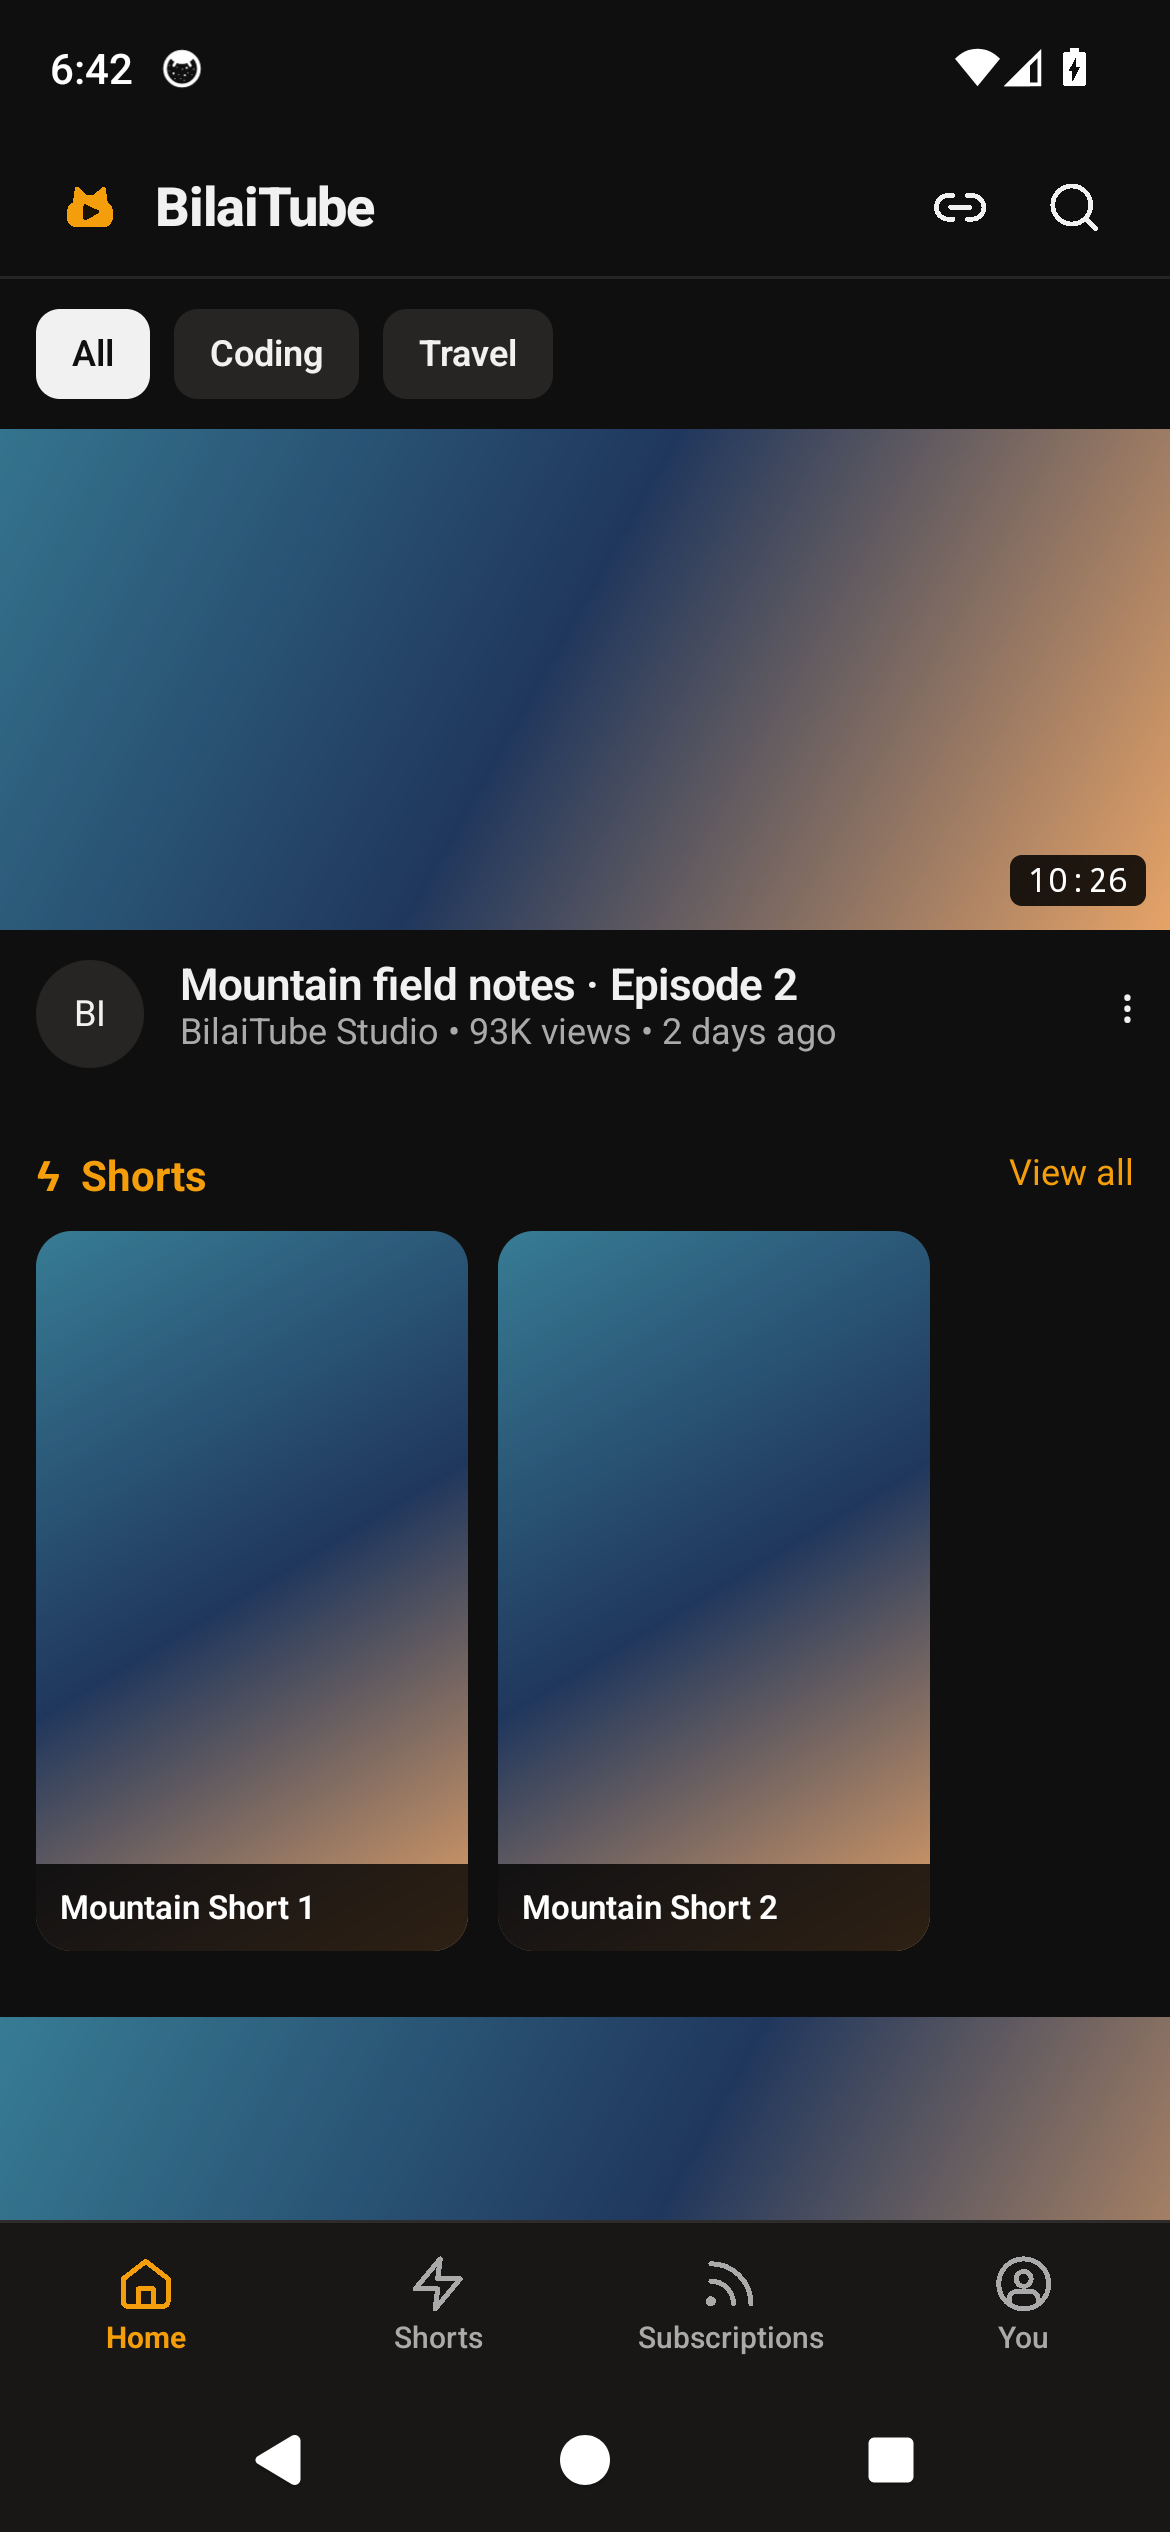 6:42
BilaiTube
All
Coding
Travel
10:26
BI
Mountain field notes · Episode 2
BilaiTube Studio • 93K views • 2 days ago
Shorts
View all
Mountain Short 1
Mountain Short 2
Home
Shorts
Subscriptions
You